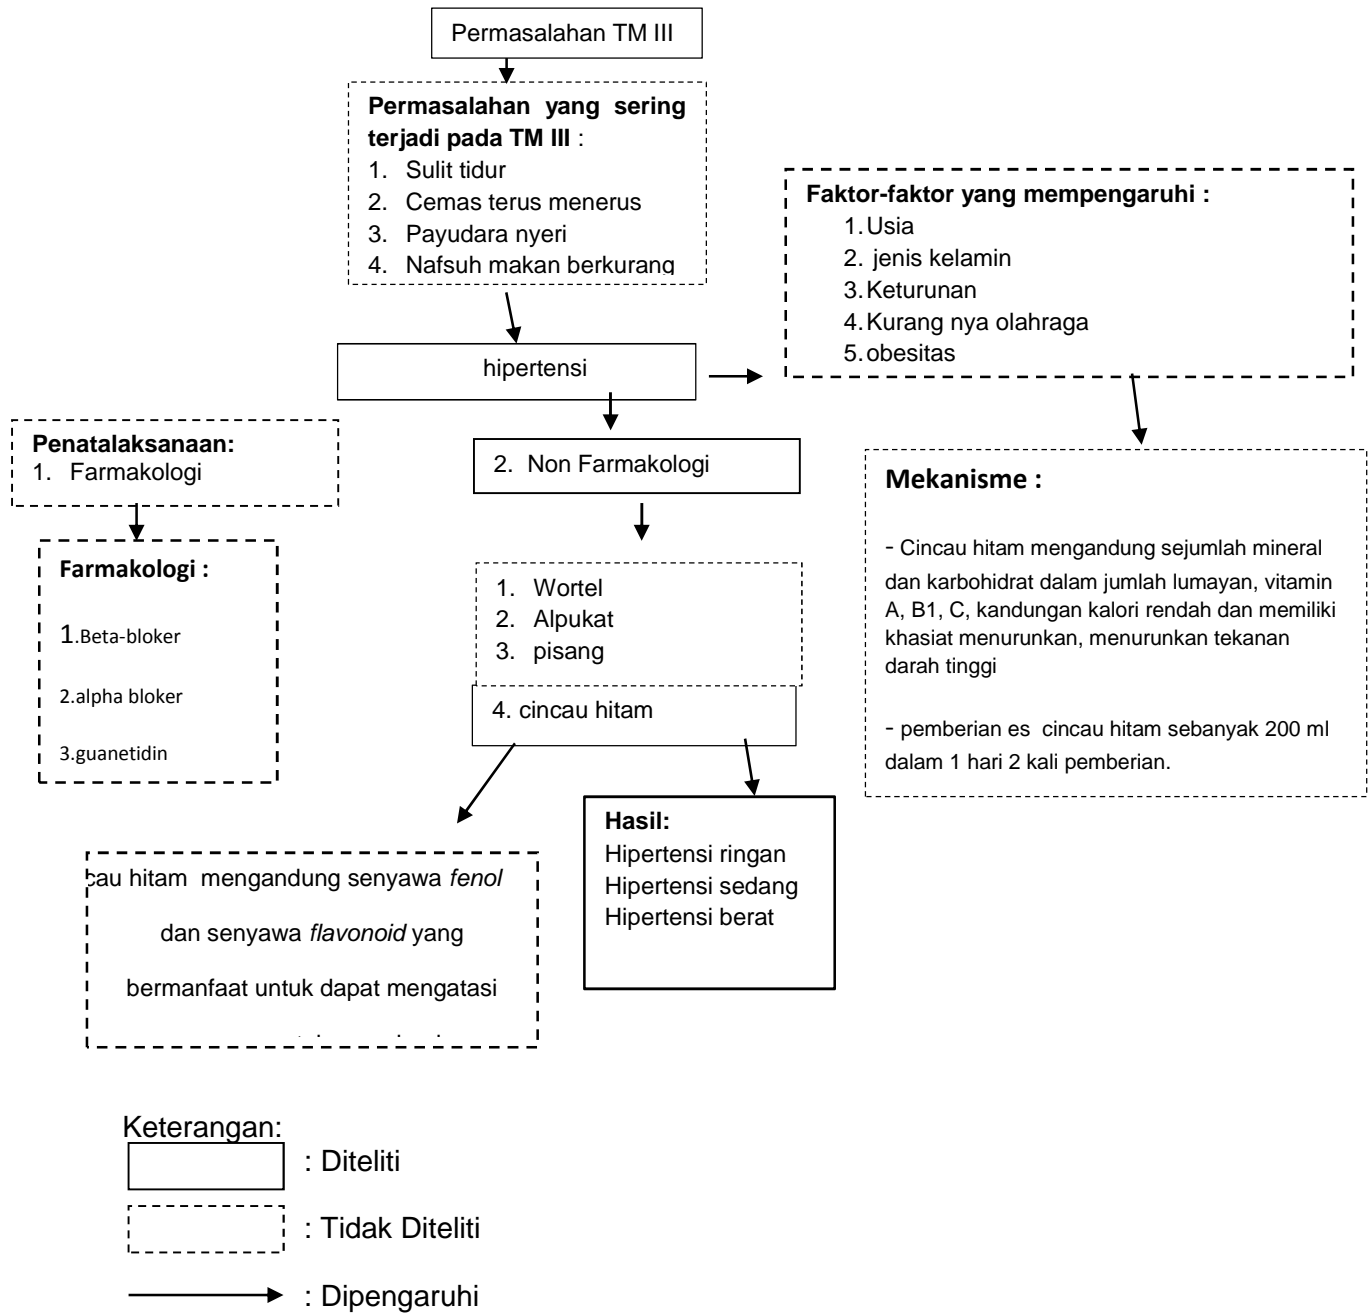 Permasalahan TM III
Permasalahan yang sering
terjadi pada TM III :
1. Sulit tidur
2. Cemas terus menerus
3. Payudara nyeri
4. Nafsuh makan berkurang
Faktor-faktor yang mempengaruhi :
1.Usia
2. jenis kelamin
3.Keturunan
4.Kurang nya olahraga
5.obesitas
hipertensi
Penatalaksanaan:
1. Farmakologi
2. Non Farmakologi
Mekanisme :
- Cincau hitam mengandung sejumlah mineral
dan karbohidrat dalam jumlah lumayan, vitamin
A, B1, C, kandungan kalori rendah dan memiliki
khasiat menurunkan, menurunkan tekanan
darah tinggi
- pemberian es cincau hitam sebanyak 200 ml
dalam 1 hari 2 kali pemberian.
Farmakologi :
1.Beta-bloker
2.alpha bloker
3.guanetidin
1. Wortel
2. Alpukat
3. pisang
4. cincau hitam
Hasil:
Hipertensi ringan
Hipertensi sedang
Hipertensi berat
cau hitam mengandung senyawa fenol
dan senyawa flavonoid yang
bermanfaat untuk dapat mengatasi
Keterangan:
: Diteliti
: Tidak Diteliti
: Dipengaruhi